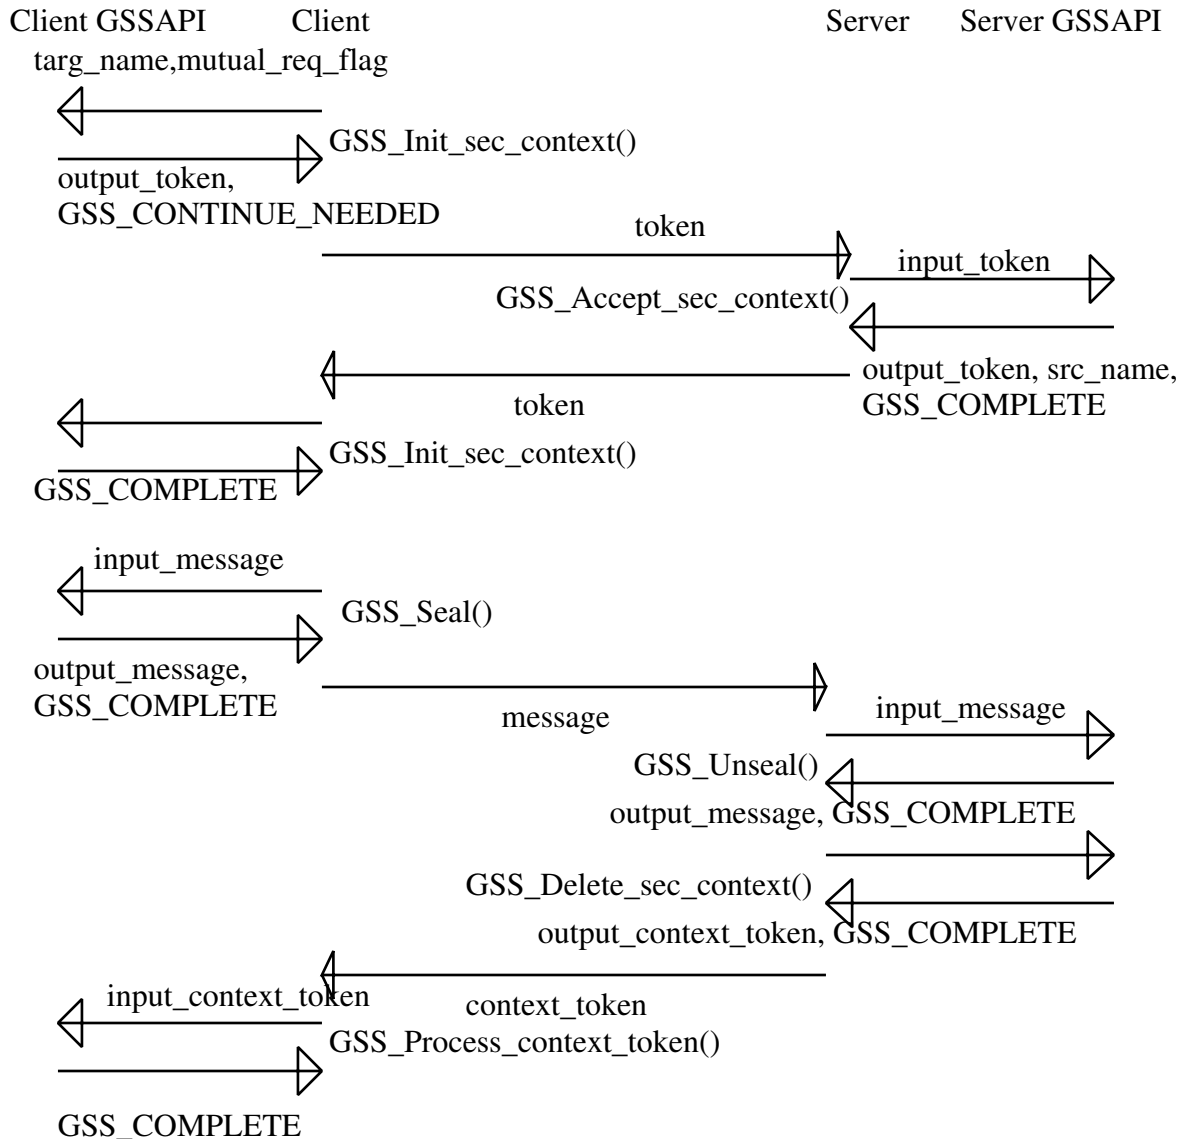 Client GSSAPI Client Server Server GSSAPI
targ_name,mutual_req_flag
GSS_Init_sec_context()
output_token,
GSS_CONTINUE_NEEDED
token
input_token
GSS_Accept_sec_context()
output_token, src_name,
GSS_COMPLETE
token
GSS_Init_sec_context()
GSS_COMPLETE
input_message
GSS_Seal()
output_message,
GSS_COMPLETE
message
input_message
GSS_Unseal()
output_message, GSS_COMPLETE
GSS_Delete_sec_context()
output_context_token, GSS_COMPLETE
input_context_token
context_token
GSS_Process_context_token()
GSS_COMPLETE